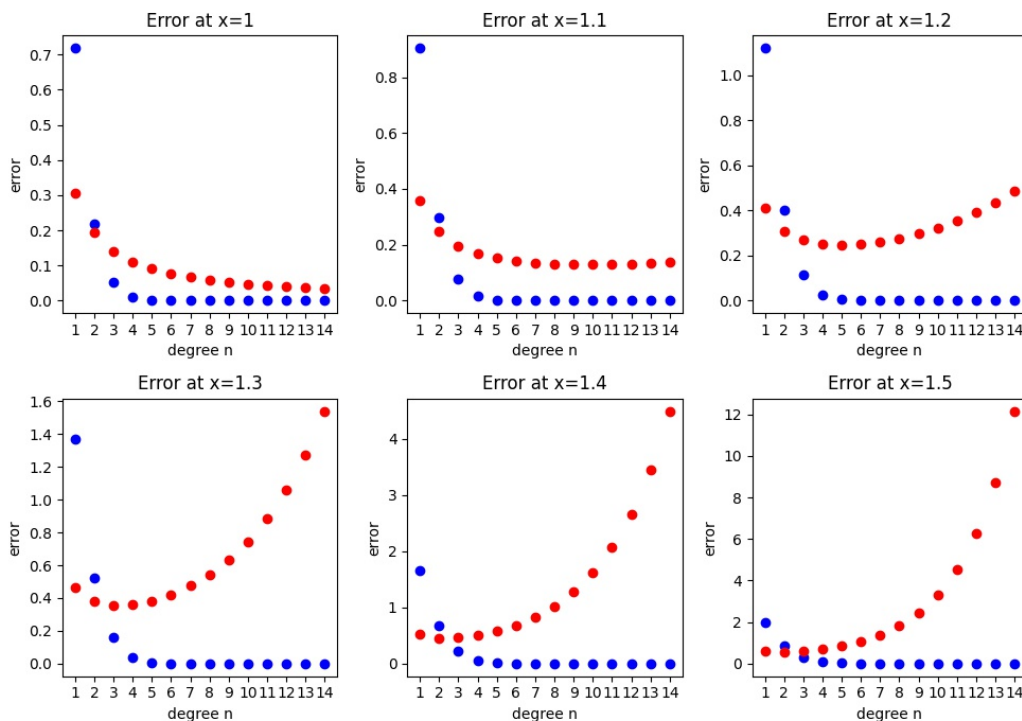 Error at x=1
0.7
0.6
0.5
0.4
0.3
0.2
0.1
0.0
error
1 2 3 4 5 6 7 8 9 10 11 12 13 14
degree n
Error at x=1.1
0.8
0.6
0.4
0.2
0.0
error
1 2 3 4 5 6 7 8 9 10 11 12 13 14
degree n
Error at x=1.2
1.0
0.8
0.6
0.4
0.2
0.0
error
1 2 3 4 5 6 7 8 9 10 11 12 13 14
degree n
Error at x=1.3
1.6
1.4
1.2
1.0
0.8
0.6
0.4
0.2
0.0
error
1 2 3 4 5 6 7 8 9 10 11 12 13 14
degree n
Error at x=1.4
4
3
2
1
0
error
1 2 3 4 5 6 7 8 9 10 11 12 13 14
degree n
Error at x=1.5
12
10
8
6
4
2
0
error
1 2 3 4 5 6 7 8 9 10 11 12 13 14
degree n